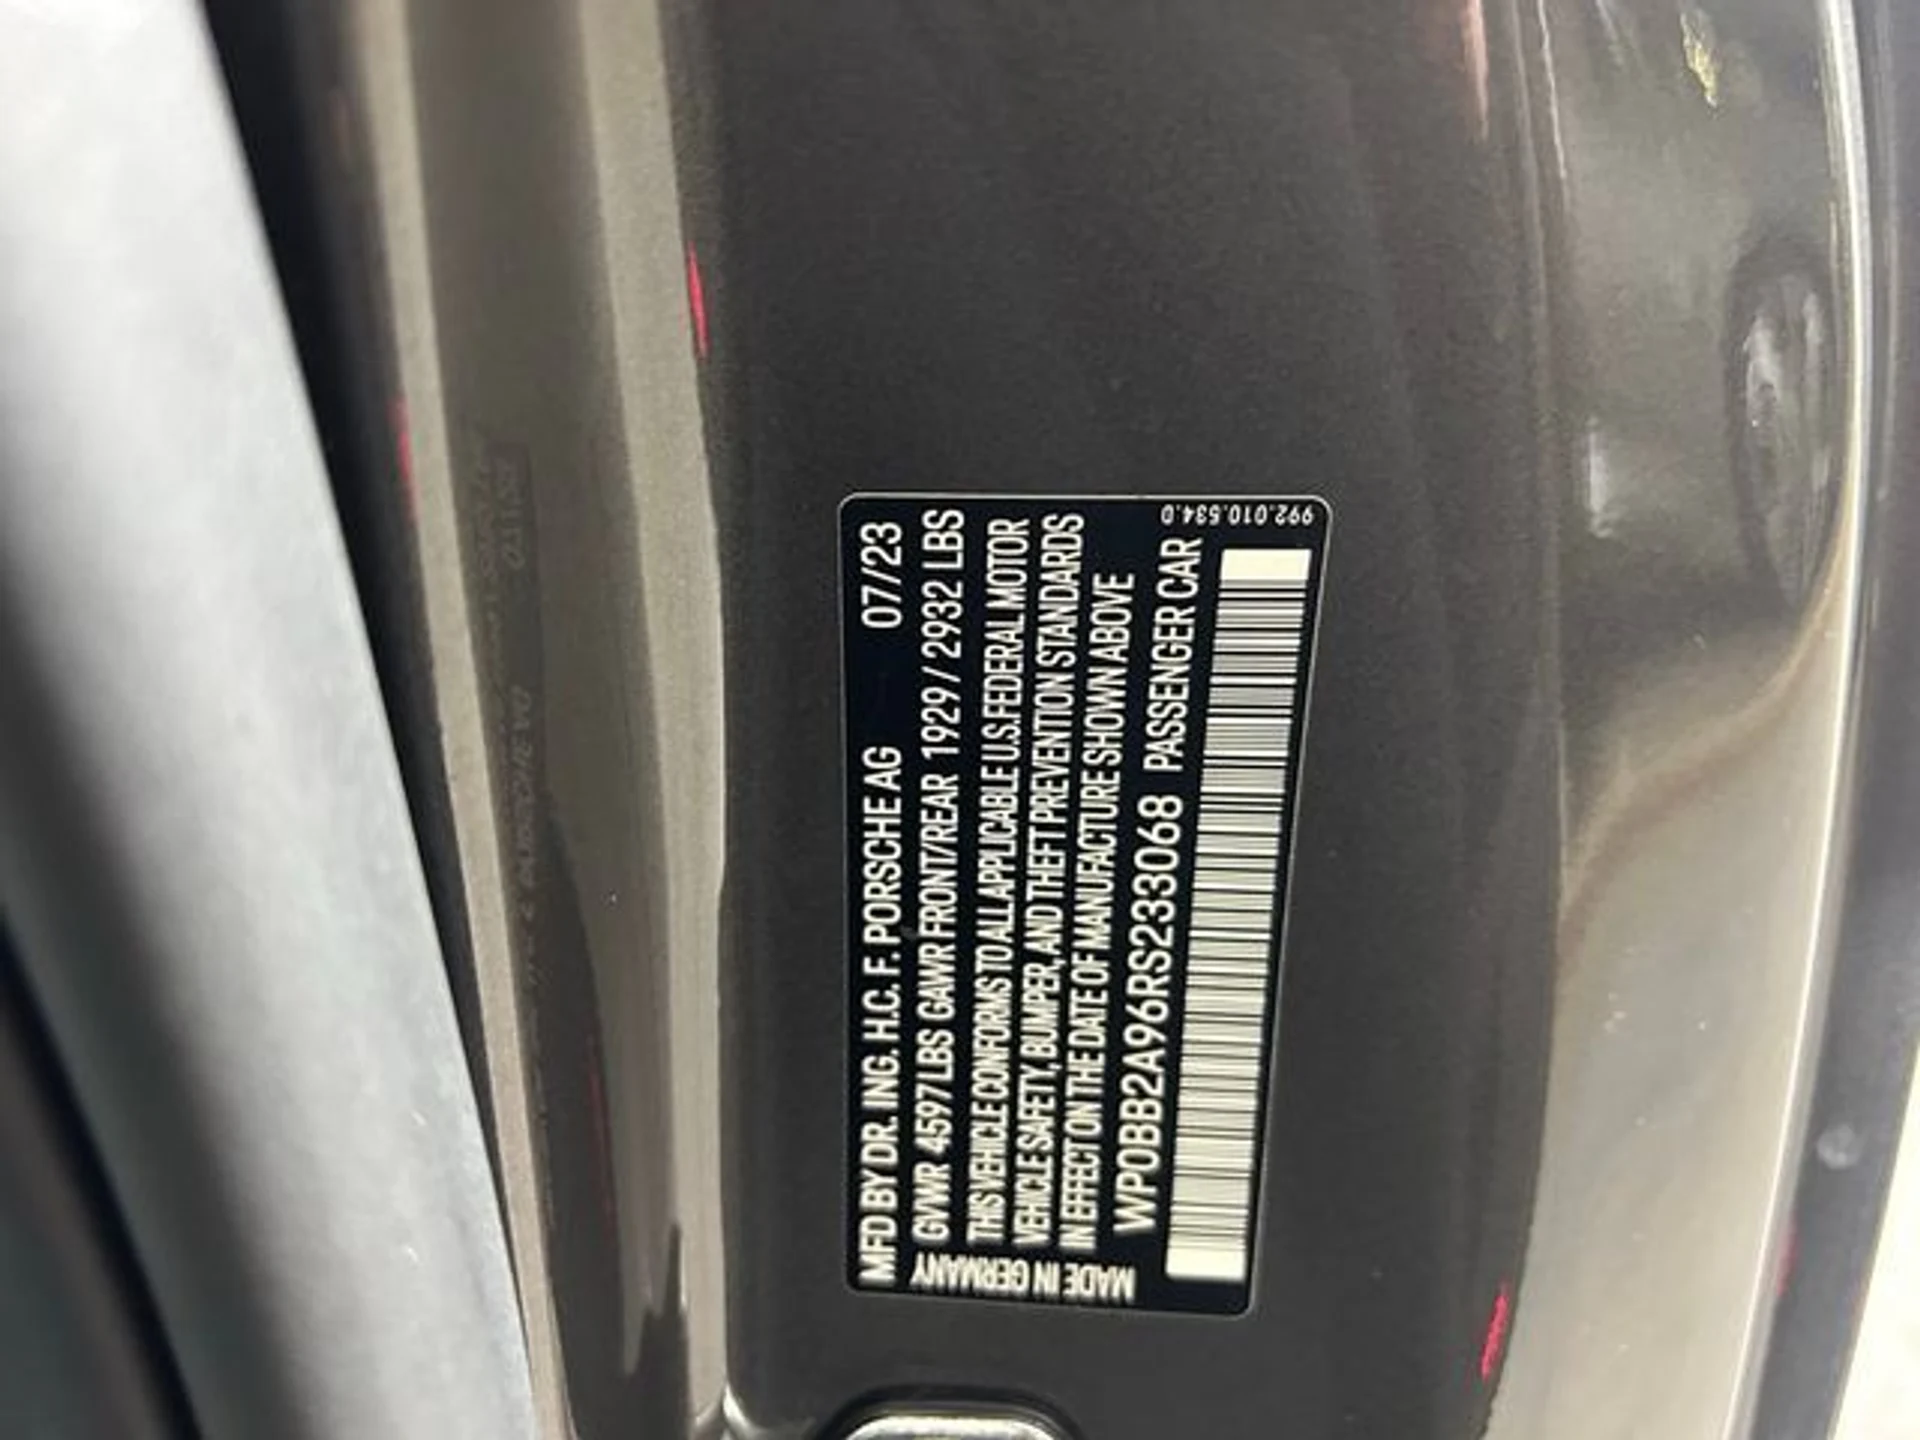 MFD BY DR. ING. H.C. F. PORSCHE AG 07/23
GVWR 4597 LBS GAWR FRONT/REAR 1929 / 2932 LBS
THIS VEHICLE CONFORMS TO ALL APPLICABLE U.S. FEDERAL MOTOR
VEHICLE SAFETY, BUMPER, AND THEFT PREVENTION STANDARDS
IN EFFECT ON THE DATE OF MANUFACTURE SHOWN ABOVE
WP0BB2A96RS233068 PASSENGER CAR
MADE IN GERMANY
992.010.534.D